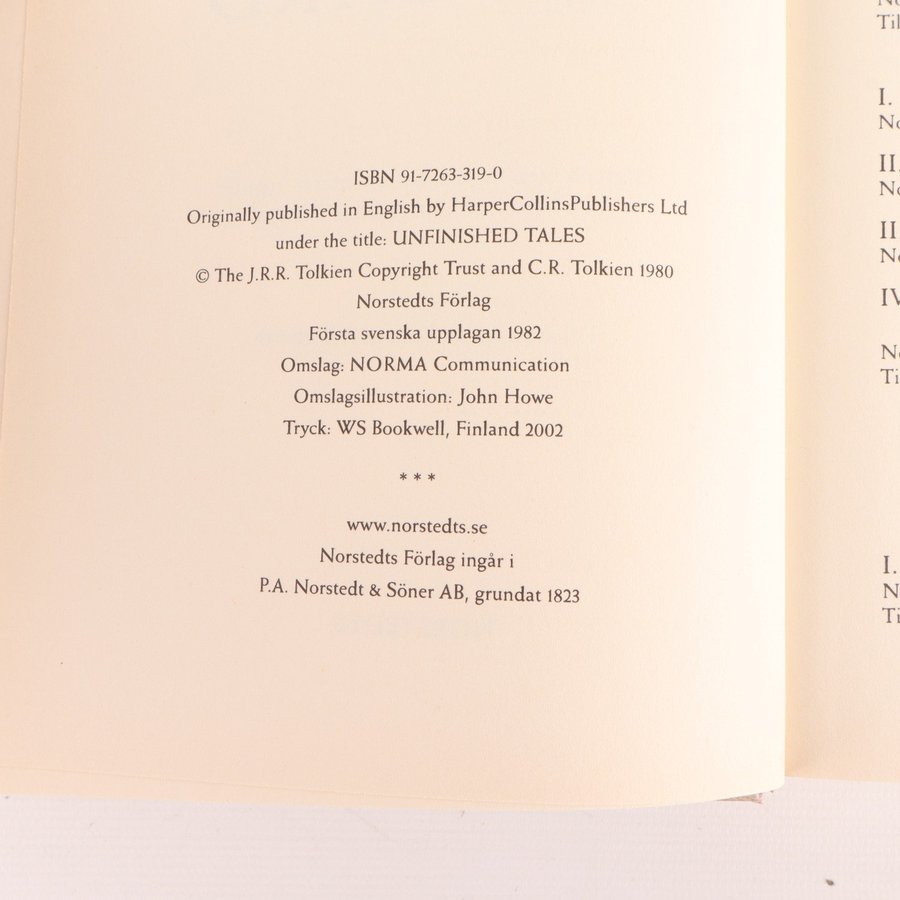 ISBN 91-7263-319-0
Originally published in English by HarperCollinsPublishers Ltd
under the title: UNFINISHED TALES
© The J.R.R. Tolkien Copyright Trust and C.R. Tolkien 1980
Norstedts Förlag
Första svenska upplagan 1982
Omslag: NORMA Communication
Omslagsillustration: John Howe
Tryck: WS Bookwell, Finland 2002
* * *
www.norstedts.se
Norstedts Förlag ingår i
P.A. Norstedt & Söner AB, grundat 1823
I.
II.
IV
I.